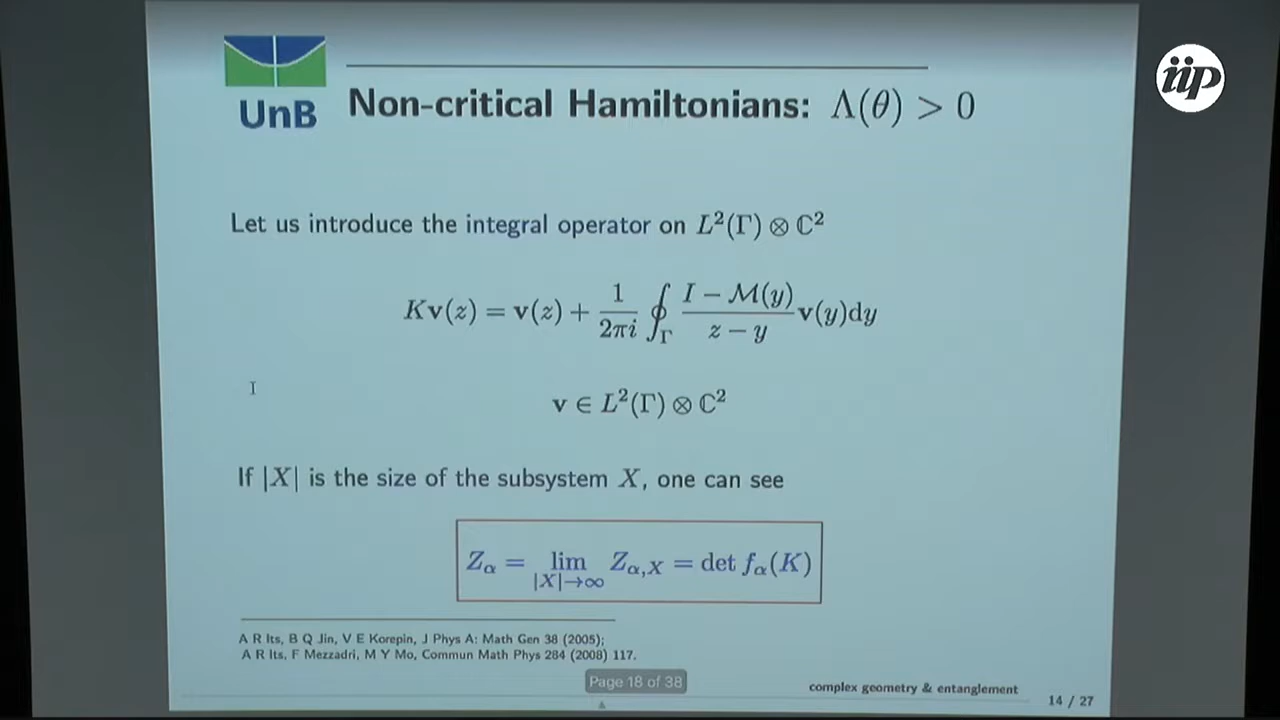 iip
UnB
Non-critical Hamiltonians: Λ(θ) > 0
Let us introduce the integral operator on L²(Γ) ⊗ ℂ²
Kv(z) = v(z) + 1/2πi ∮_Γ (I − M(y))/(z − y) v(y)dy
v ∈ L²(Γ) ⊗ ℂ²
If |X| is the size of the subsystem X, one can see
Z_α = lim_{|X|→∞} Z_{α,X} = det f_α(K)
A R Its, B Q Jin, V E Korepin, J Phys A: Math Gen 38 (2005);
A R Its, F Mezzadri, M Y Mo, Commun Math Phys 284 (2008) 117.
Page 18 of 38
complex geometry & entanglement
14 / 27